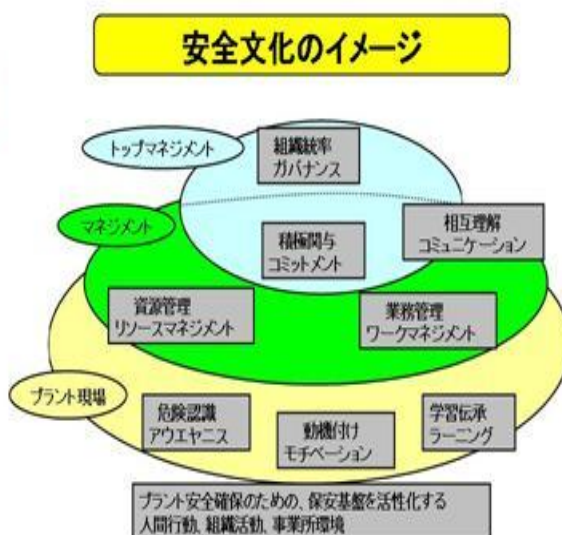 安全文化のイメージ
トップマネジメント
組織統率
ガバナンス
マネジメント
積極関与
コミットメント
相互理解
コミュニケーション
資源管理
リソースマネジメント
業務管理
ワークマネジメント
プラント現場
危険認識
アウエヤニス
動機付け
モチベーション
学習伝承
ラーニング
プラント安全確保のための、保安基盤を活性化する
人間行動、組織活動、事業所環境